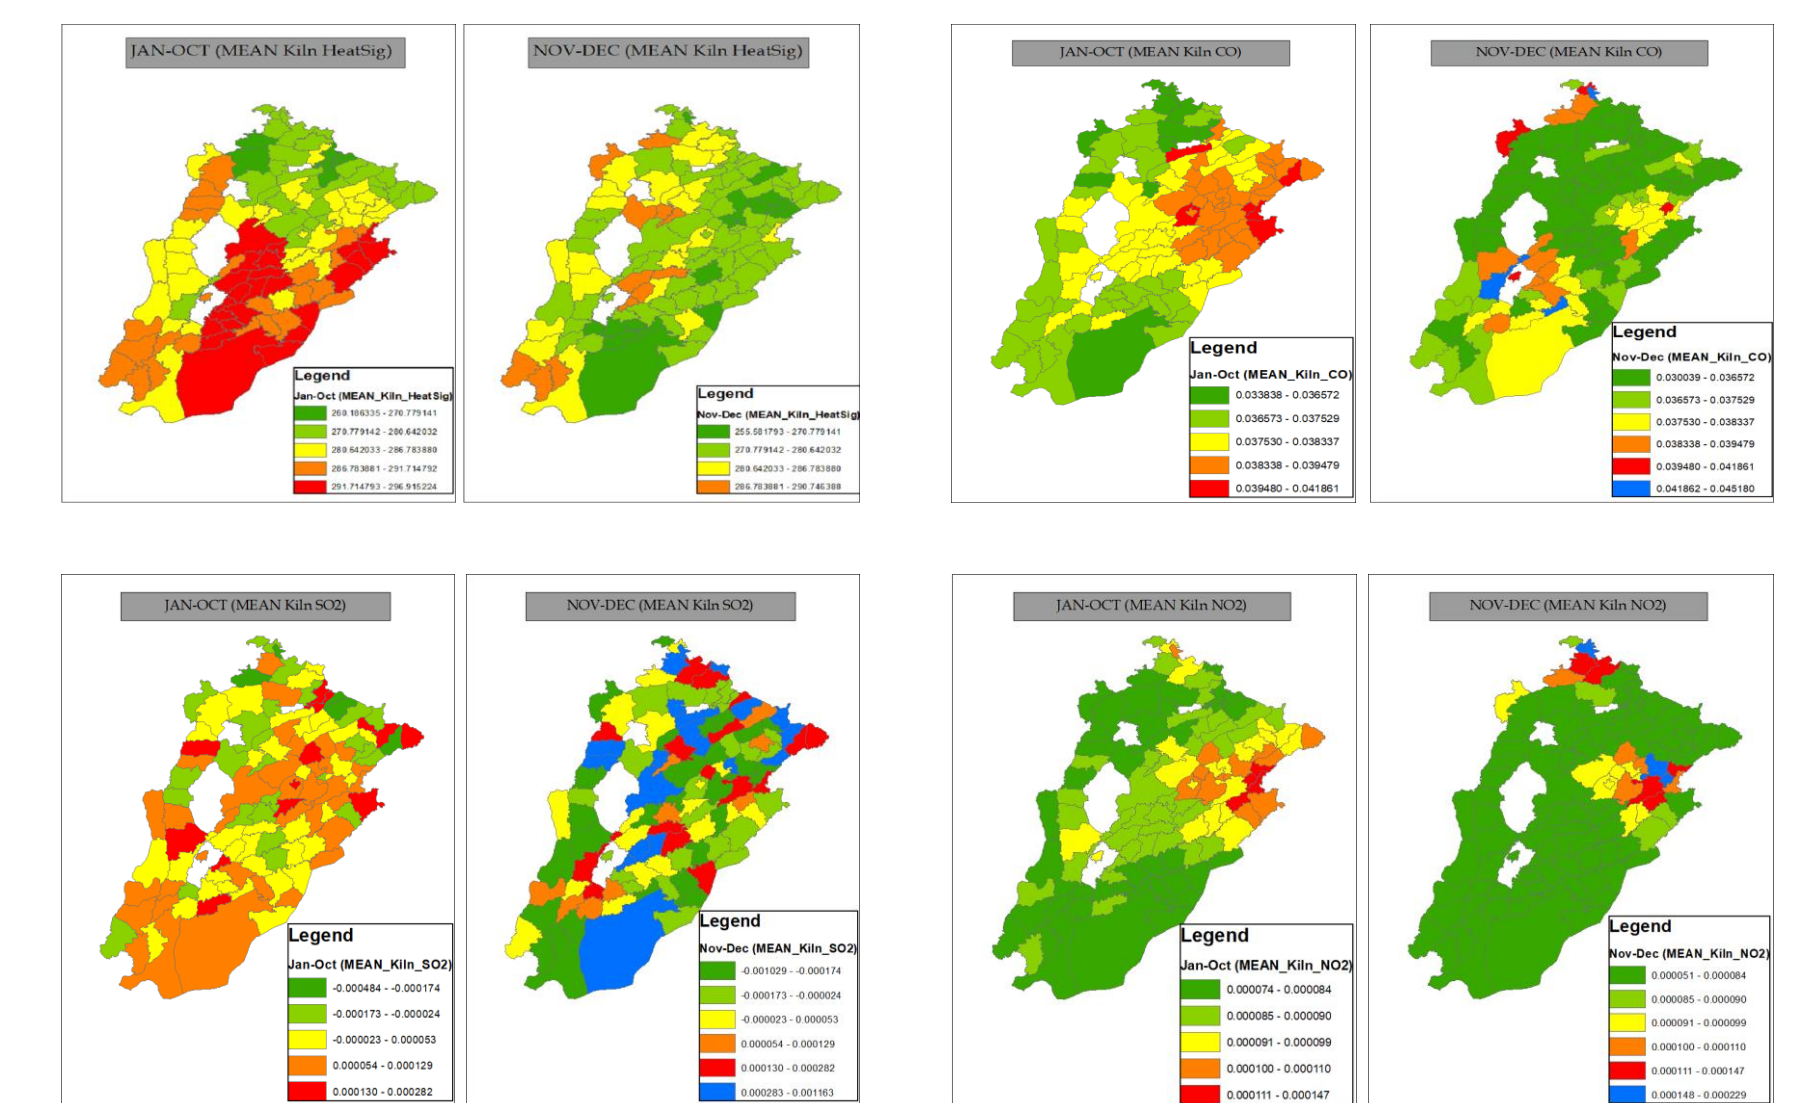 JAN-OCT (MEAN Kiln HeatSig)
Legend
Jan-Oct (MEAN_Kiln_HeatSig)
260.186335 - 270.779141
270.779142 - 280.642032
280.642033 - 286.783880
286.783881 - 291.714792
291.714793 - 296.915224
NOV-DEC (MEAN Kiln HeatSig)
Legend
Nov-Dec (MEAN_Kiln_HeatSig)
255.581793 - 270.779141
270.779142 - 280.642032
280.642033 - 286.783880
286.783881 - 290.746388
JAN-OCT (MEAN Kiln CO)
Legend
Jan-Oct (MEAN_Kiln_CO)
0.033838 - 0.036572
0.036573 - 0.037529
0.037530 - 0.038337
0.038338 - 0.039479
0.039480 - 0.041861
NOV-DEC (MEAN Kiln CO)
Legend
Nov-Dec (MEAN_Kiln_CO)
0.030039 - 0.036572
0.036573 - 0.037529
0.037530 - 0.038337
0.038338 - 0.039479
0.039480 - 0.041861
0.041862 - 0.045180
JAN-OCT (MEAN Kiln SO2)
Legend
Jan-Oct (MEAN_Kiln_SO2)
-0.000484 - -0.000174
-0.000173 - -0.000024
-0.000023 - 0.000053
0.000054 - 0.000129
0.000130 - 0.000282
NOV-DEC (MEAN Kiln SO2)
Legend
Nov-Dec (MEAN_Kiln_SO2)
-0.001029 - -0.000174
-0.000173 - -0.000024
-0.000023 - 0.000053
0.000054 - 0.000129
0.000130 - 0.000282
0.000283 - 0.001163
JAN-OCT (MEAN Kiln NO2)
Legend
Jan-Oct (MEAN_Kiln_NO2)
0.000074 - 0.000084
0.000085 - 0.000090
0.000091 - 0.000099
0.000100 - 0.000110
0.000111 - 0.000147
NOV-DEC (MEAN Kiln NO2)
Legend
Nov-Dec (MEAN_Kiln_NO2)
0.000051 - 0.000084
0.000085 - 0.000090
0.000091 - 0.000099
0.000100 - 0.000110
0.000111 - 0.000147
0.000148 - 0.000229